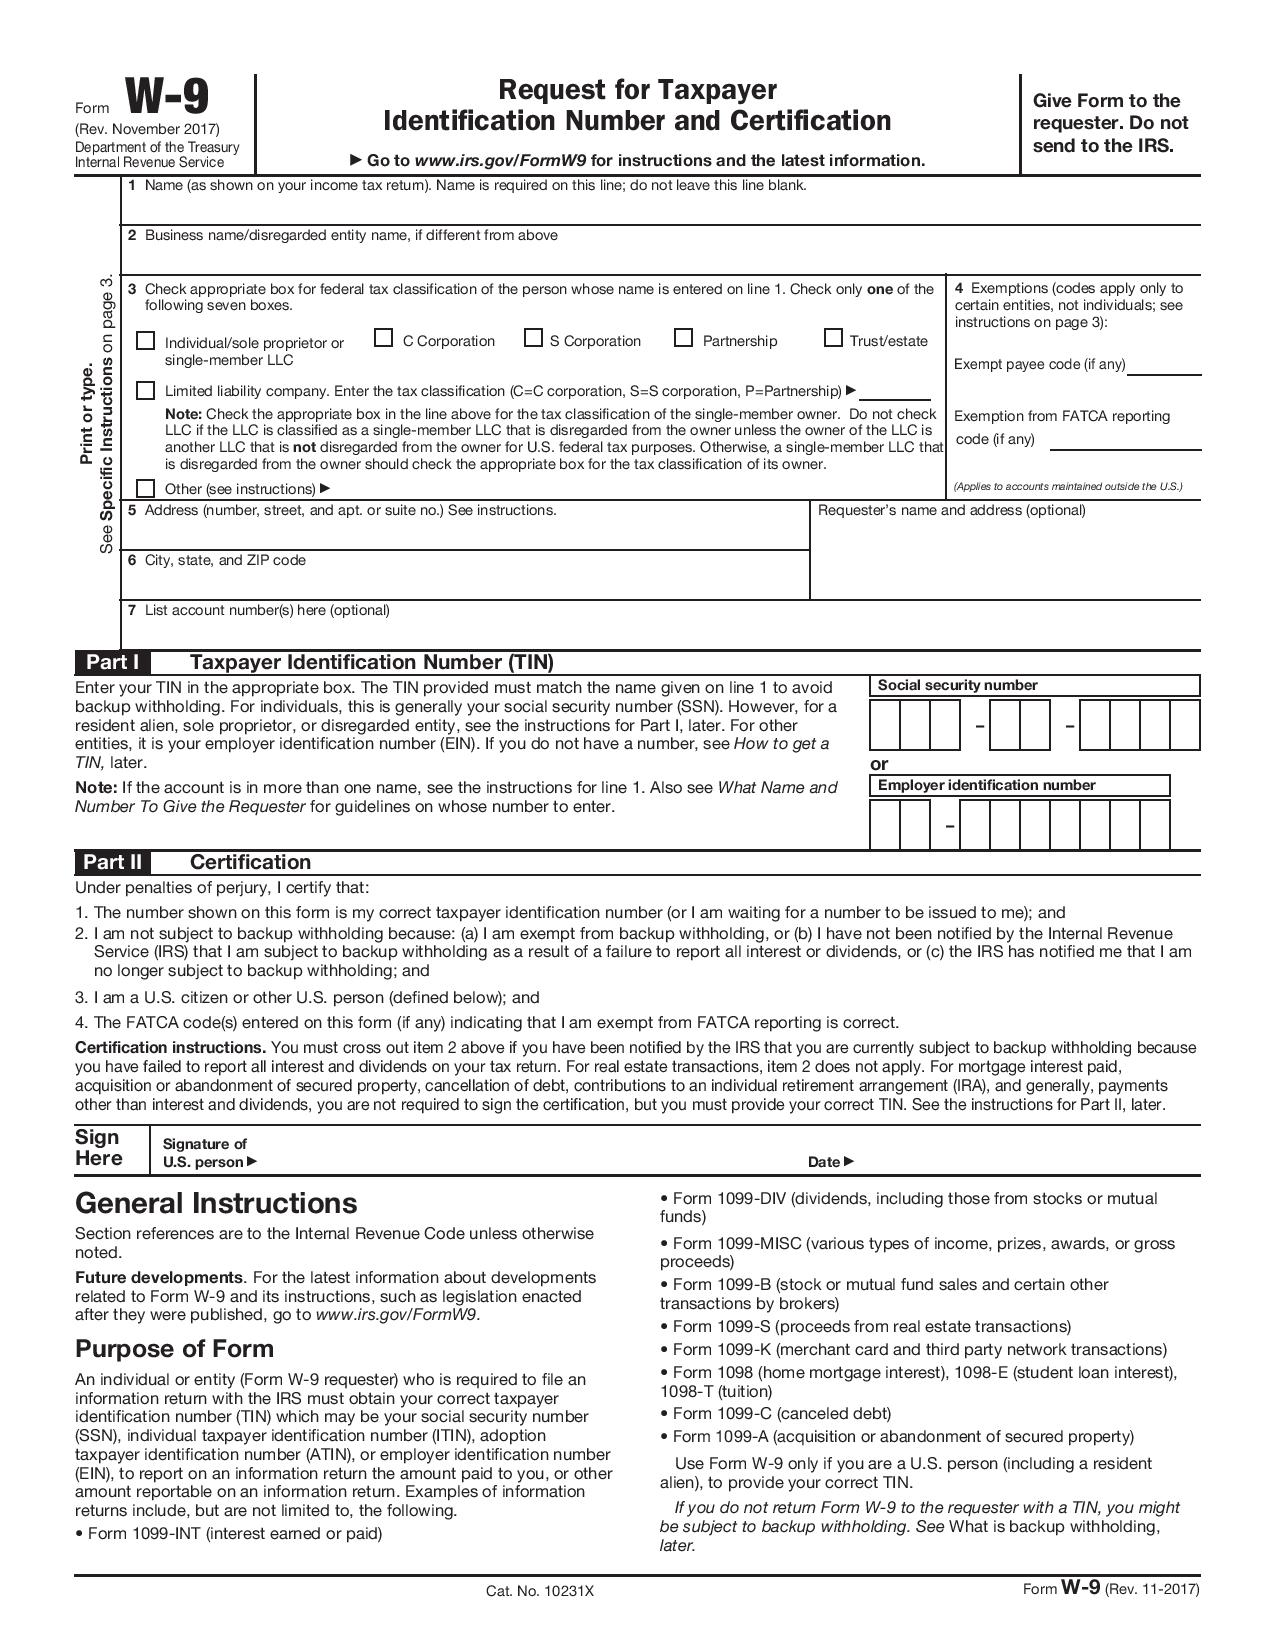 Form W-9
(Rev. November 2017)
Department of the Treasury
Internal Revenue Service
Request for Taxpayer
Identification Number and Certification
▶ Go to www.irs.gov/FormW9 for instructions and the latest information.
Give Form to the
requester. Do not
send to the IRS.
Print or type.
See Specific Instructions on page 3.
1 Name (as shown on your income tax return). Name is required on this line; do not leave this line blank.
2 Business name/disregarded entity name, if different from above
3 Check appropriate box for federal tax classification of the person whose name is entered on line 1. Check only one of the
following seven boxes.
Individual/sole proprietor or
single-member LLC
C Corporation
S Corporation
Partnership
Trust/estate
Limited liability company. Enter the tax classification (C=C corporation, S=S corporation, P=Partnership) ▶
Note: Check the appropriate box in the line above for the tax classification of the single-member owner. Do not check
LLC if the LLC is classified as a single-member LLC that is disregarded from the owner unless the owner of the LLC is
another LLC that is not disregarded from the owner for U.S. federal tax purposes. Otherwise, a single-member LLC that
is disregarded from the owner should check the appropriate box for the tax classification of its owner.
Other (see instructions) ▶
4 Exemptions (codes apply only to
certain entities, not individuals; see
instructions on page 3):
Exempt payee code (if any)
Exemption from FATCA reporting
code (if any)
(Applies to accounts maintained outside the U.S.)
5 Address (number, street, and apt. or suite no.) See instructions.
Requester's name and address (optional)
6 City, state, and ZIP code
7 List account number(s) here (optional)
Part I Taxpayer Identification Number (TIN)
Enter your TIN in the appropriate box. The TIN provided must match the name given on line 1 to avoid
backup withholding. For individuals, this is generally your social security number (SSN). However, for a
resident alien, sole proprietor, or disregarded entity, see the instructions for Part I, later. For other
entities, it is your employer identification number (EIN). If you do not have a number, see How to get a
TIN, later.
Note: If the account is in more than one name, see the instructions for line 1. Also see What Name and
Number To Give the Requester for guidelines on whose number to enter.
Social security number
– –
or
Employer identification number
–
Part II Certification
Under penalties of perjury, I certify that:
1. The number shown on this form is my correct taxpayer identification number (or I am waiting for a number to be issued to me); and
2. I am not subject to backup withholding because: (a) I am exempt from backup withholding, or (b) I have not been notified by the Internal Revenue
Service (IRS) that I am subject to backup withholding as a result of a failure to report all interest or dividends, or (c) the IRS has notified me that I am
no longer subject to backup withholding; and
3. I am a U.S. citizen or other U.S. person (defined below); and
4. The FATCA code(s) entered on this form (if any) indicating that I am exempt from FATCA reporting is correct.
Certification instructions. You must cross out item 2 above if you have been notified by the IRS that you are currently subject to backup withholding because
you have failed to report all interest and dividends on your tax return. For real estate transactions, item 2 does not apply. For mortgage interest paid,
acquisition or abandonment of secured property, cancellation of debt, contributions to an individual retirement arrangement (IRA), and generally, payments
other than interest and dividends, you are not required to sign the certification, but you must provide your correct TIN. See the instructions for Part II, later.
Sign
Here
Signature of
U.S. person ▶
Date ▶
General Instructions
Section references are to the Internal Revenue Code unless otherwise
noted.
Future developments. For the latest information about developments
related to Form W-9 and its instructions, such as legislation enacted
after they were published, go to www.irs.gov/FormW9.
Purpose of Form
An individual or entity (Form W-9 requester) who is required to file an
information return with the IRS must obtain your correct taxpayer
identification number (TIN) which may be your social security number
(SSN), individual taxpayer identification number (ITIN), adoption
taxpayer identification number (ATIN), or employer identification number
(EIN), to report on an information return the amount paid to you, or other
amount reportable on an information return. Examples of information
returns include, but are not limited to, the following.
• Form 1099-INT (interest earned or paid)
• Form 1099-DIV (dividends, including those from stocks or mutual
funds)
• Form 1099-MISC (various types of income, prizes, awards, or gross
proceeds)
• Form 1099-B (stock or mutual fund sales and certain other
transactions by brokers)
• Form 1099-S (proceeds from real estate transactions)
• Form 1099-K (merchant card and third party network transactions)
• Form 1098 (home mortgage interest), 1098-E (student loan interest),
1098-T (tuition)
• Form 1099-C (canceled debt)
• Form 1099-A (acquisition or abandonment of secured property)
Use Form W-9 only if you are a U.S. person (including a resident
alien), to provide your correct TIN.
If you do not return Form W-9 to the requester with a TIN, you might
be subject to backup withholding. See What is backup withholding,
later.
Cat. No. 10231X
Form W-9 (Rev. 11-2017)